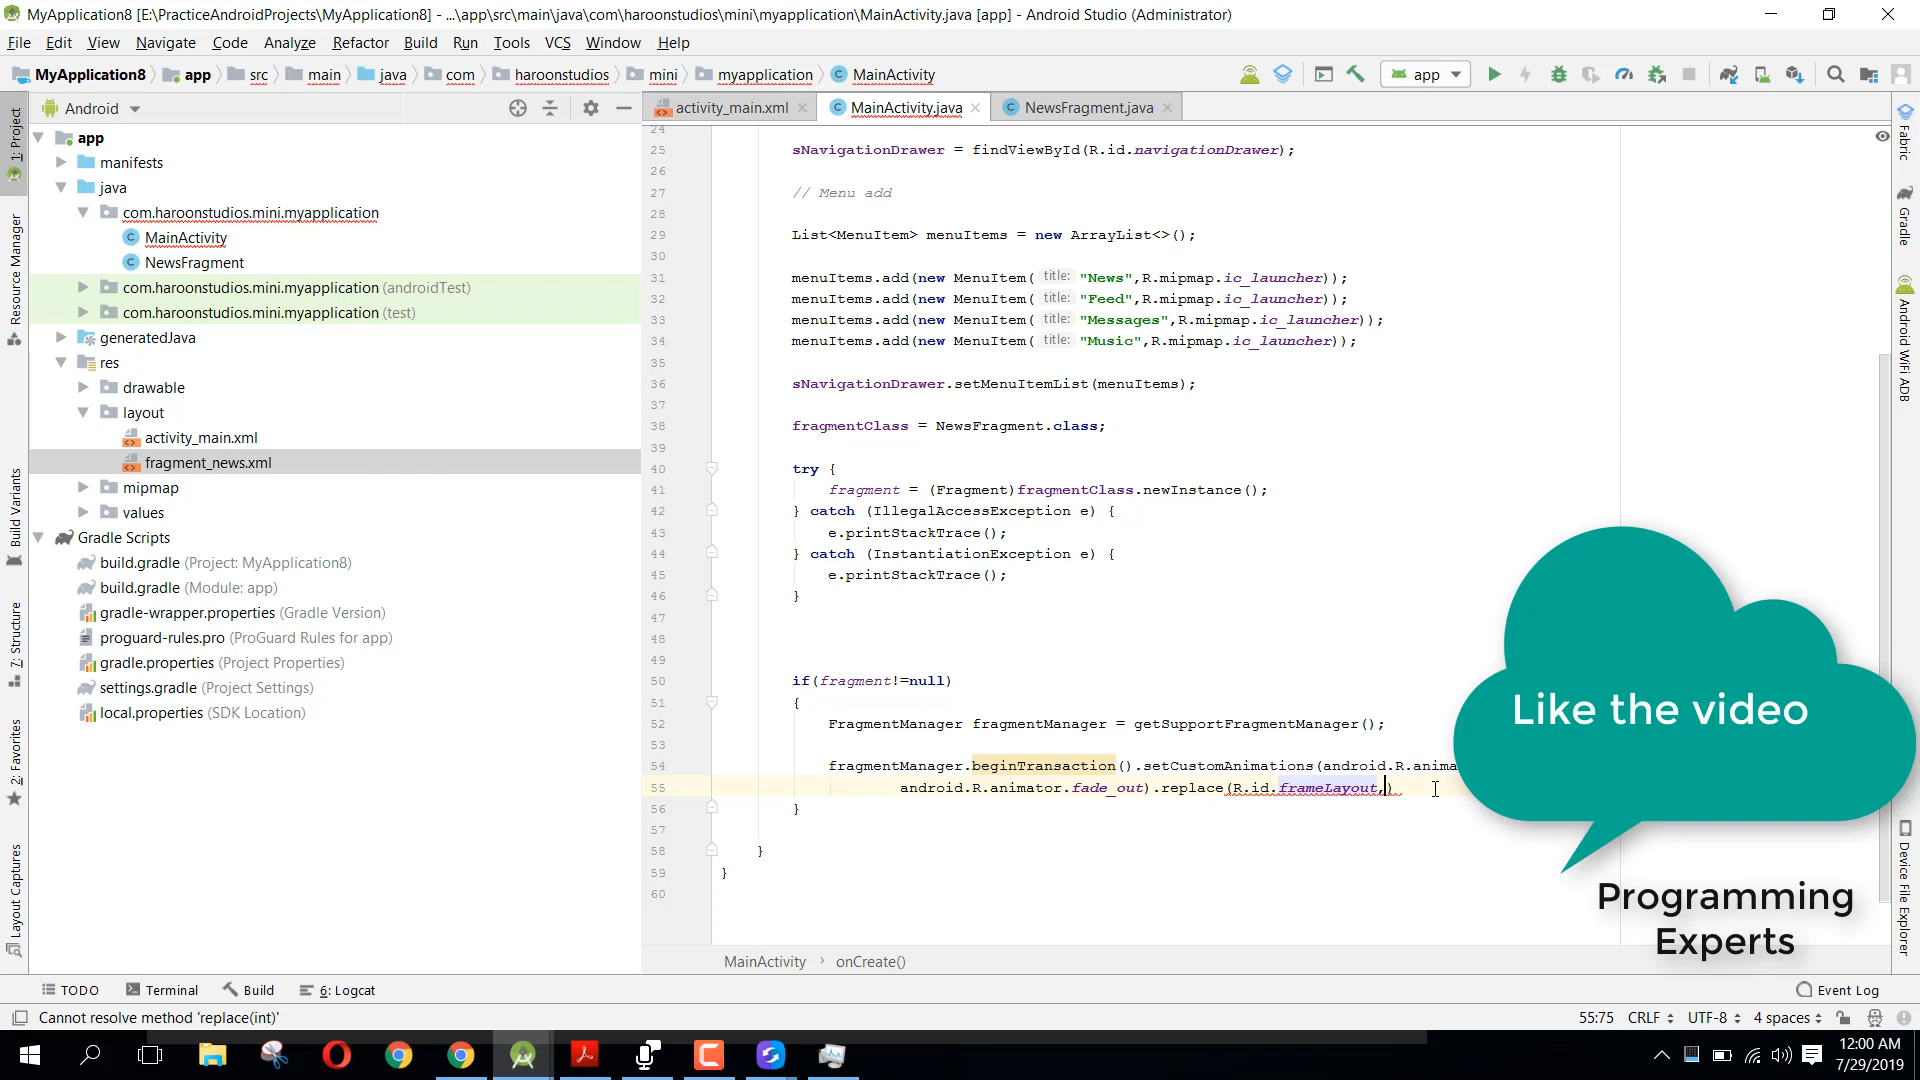 MyApplication8 [E:\PracticeAndroidProjects\MyApplication8] - ...\app\src\main\java\com\haroonstudios\mini\myapplication\MainActivity.java [app] - Android Studio (Administrator)
File Edit View Navigate Code Analyze Refactor Build Run Tools VCS Window Help
MyApplication8 app src main java com haroonstudios mini myapplication MainActivity app
Android
activity_main.xml MainActivity.java NewsFragment.java
app
manifests
java
com.haroonstudios.mini.myapplication
MainActivity
NewsFragment
com.haroonstudios.mini.myapplication (androidTest)
com.haroonstudios.mini.myapplication (test)
generatedJava
res
drawable
layout
activity_main.xml
fragment_news.xml
mipmap
values
Gradle Scripts
build.gradle (Project: MyApplication8)
build.gradle (Module: app)
gradle-wrapper.properties (Gradle Version)
proguard-rules.pro (ProGuard Rules for app)
gradle.properties (Project Properties)
settings.gradle (Project Settings)
local.properties (SDK Location)
1: Project
Resource Manager
Build Variants
7: Structure
2: Favorites
Layout Captures
24
25 sNavigationDrawer = findViewById(R.id.navigationDrawer);
26
27 // Menu add
28
29 List<MenuItem> menuItems = new ArrayList<>();
30
31 menuItems.add(new MenuItem( title: "News",R.mipmap.ic_launcher));
32 menuItems.add(new MenuItem( title: "Feed",R.mipmap.ic_launcher));
33 menuItems.add(new MenuItem( title: "Messages",R.mipmap.ic_launcher));
34 menuItems.add(new MenuItem( title: "Music",R.mipmap.ic_launcher));
35
36 sNavigationDrawer.setMenuItemList(menuItems);
37
38 fragmentClass = NewsFragment.class;
39
40 try {
41 fragment = (Fragment)fragmentClass.newInstance();
42 } catch (IllegalAccessException e) {
43 e.printStackTrace();
44 } catch (InstantiationException e) {
45 e.printStackTrace();
46 }
47
48
49
50 if(fragment!=null)
51 {
52 FragmentManager fragmentManager = getSupportFragmentManager();
53
54 fragmentManager.beginTransaction().setCustomAnimations(android.R.anima
55 android.R.animator.fade_out).replace(R.id.frameLayout,)
56 }
57
58 }
59 }
60
Like the video
Programming
Experts
Fabric
Gradle
Android WiFi ADB
Device File Explorer
MainActivity onCreate()
TODO Terminal Build 6: Logcat Event Log
Cannot resolve method 'replace(int)' 55:75 CRLF UTF-8 4 spaces
12:00 AM
7/29/2019